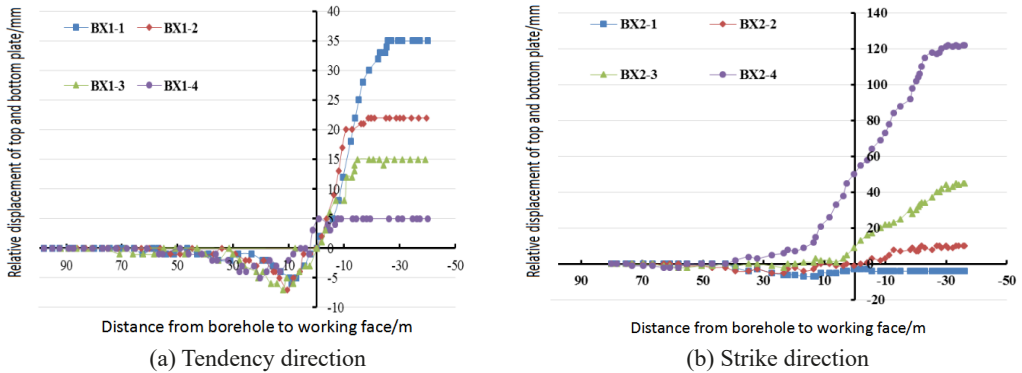 Relative displacement of top and bottom plate/mm
BX1-1 BX1-2
BX1-3 BX1-4
40
35
30
25
20
15
10
5
0
-5
-10
90 70 50 30 10 -10 -30 -50
Distance from borehole to working face/m
(a) Tendency direction
Relative displacement of top and bottom plate/mm
BX2-1 BX2-2
BX2-3 BX2-4
140
120
100
80
60
40
20
0
-20
90 70 50 30 10 -10 -30 -50
Distance from borehole to working face/m
(b) Strike direction